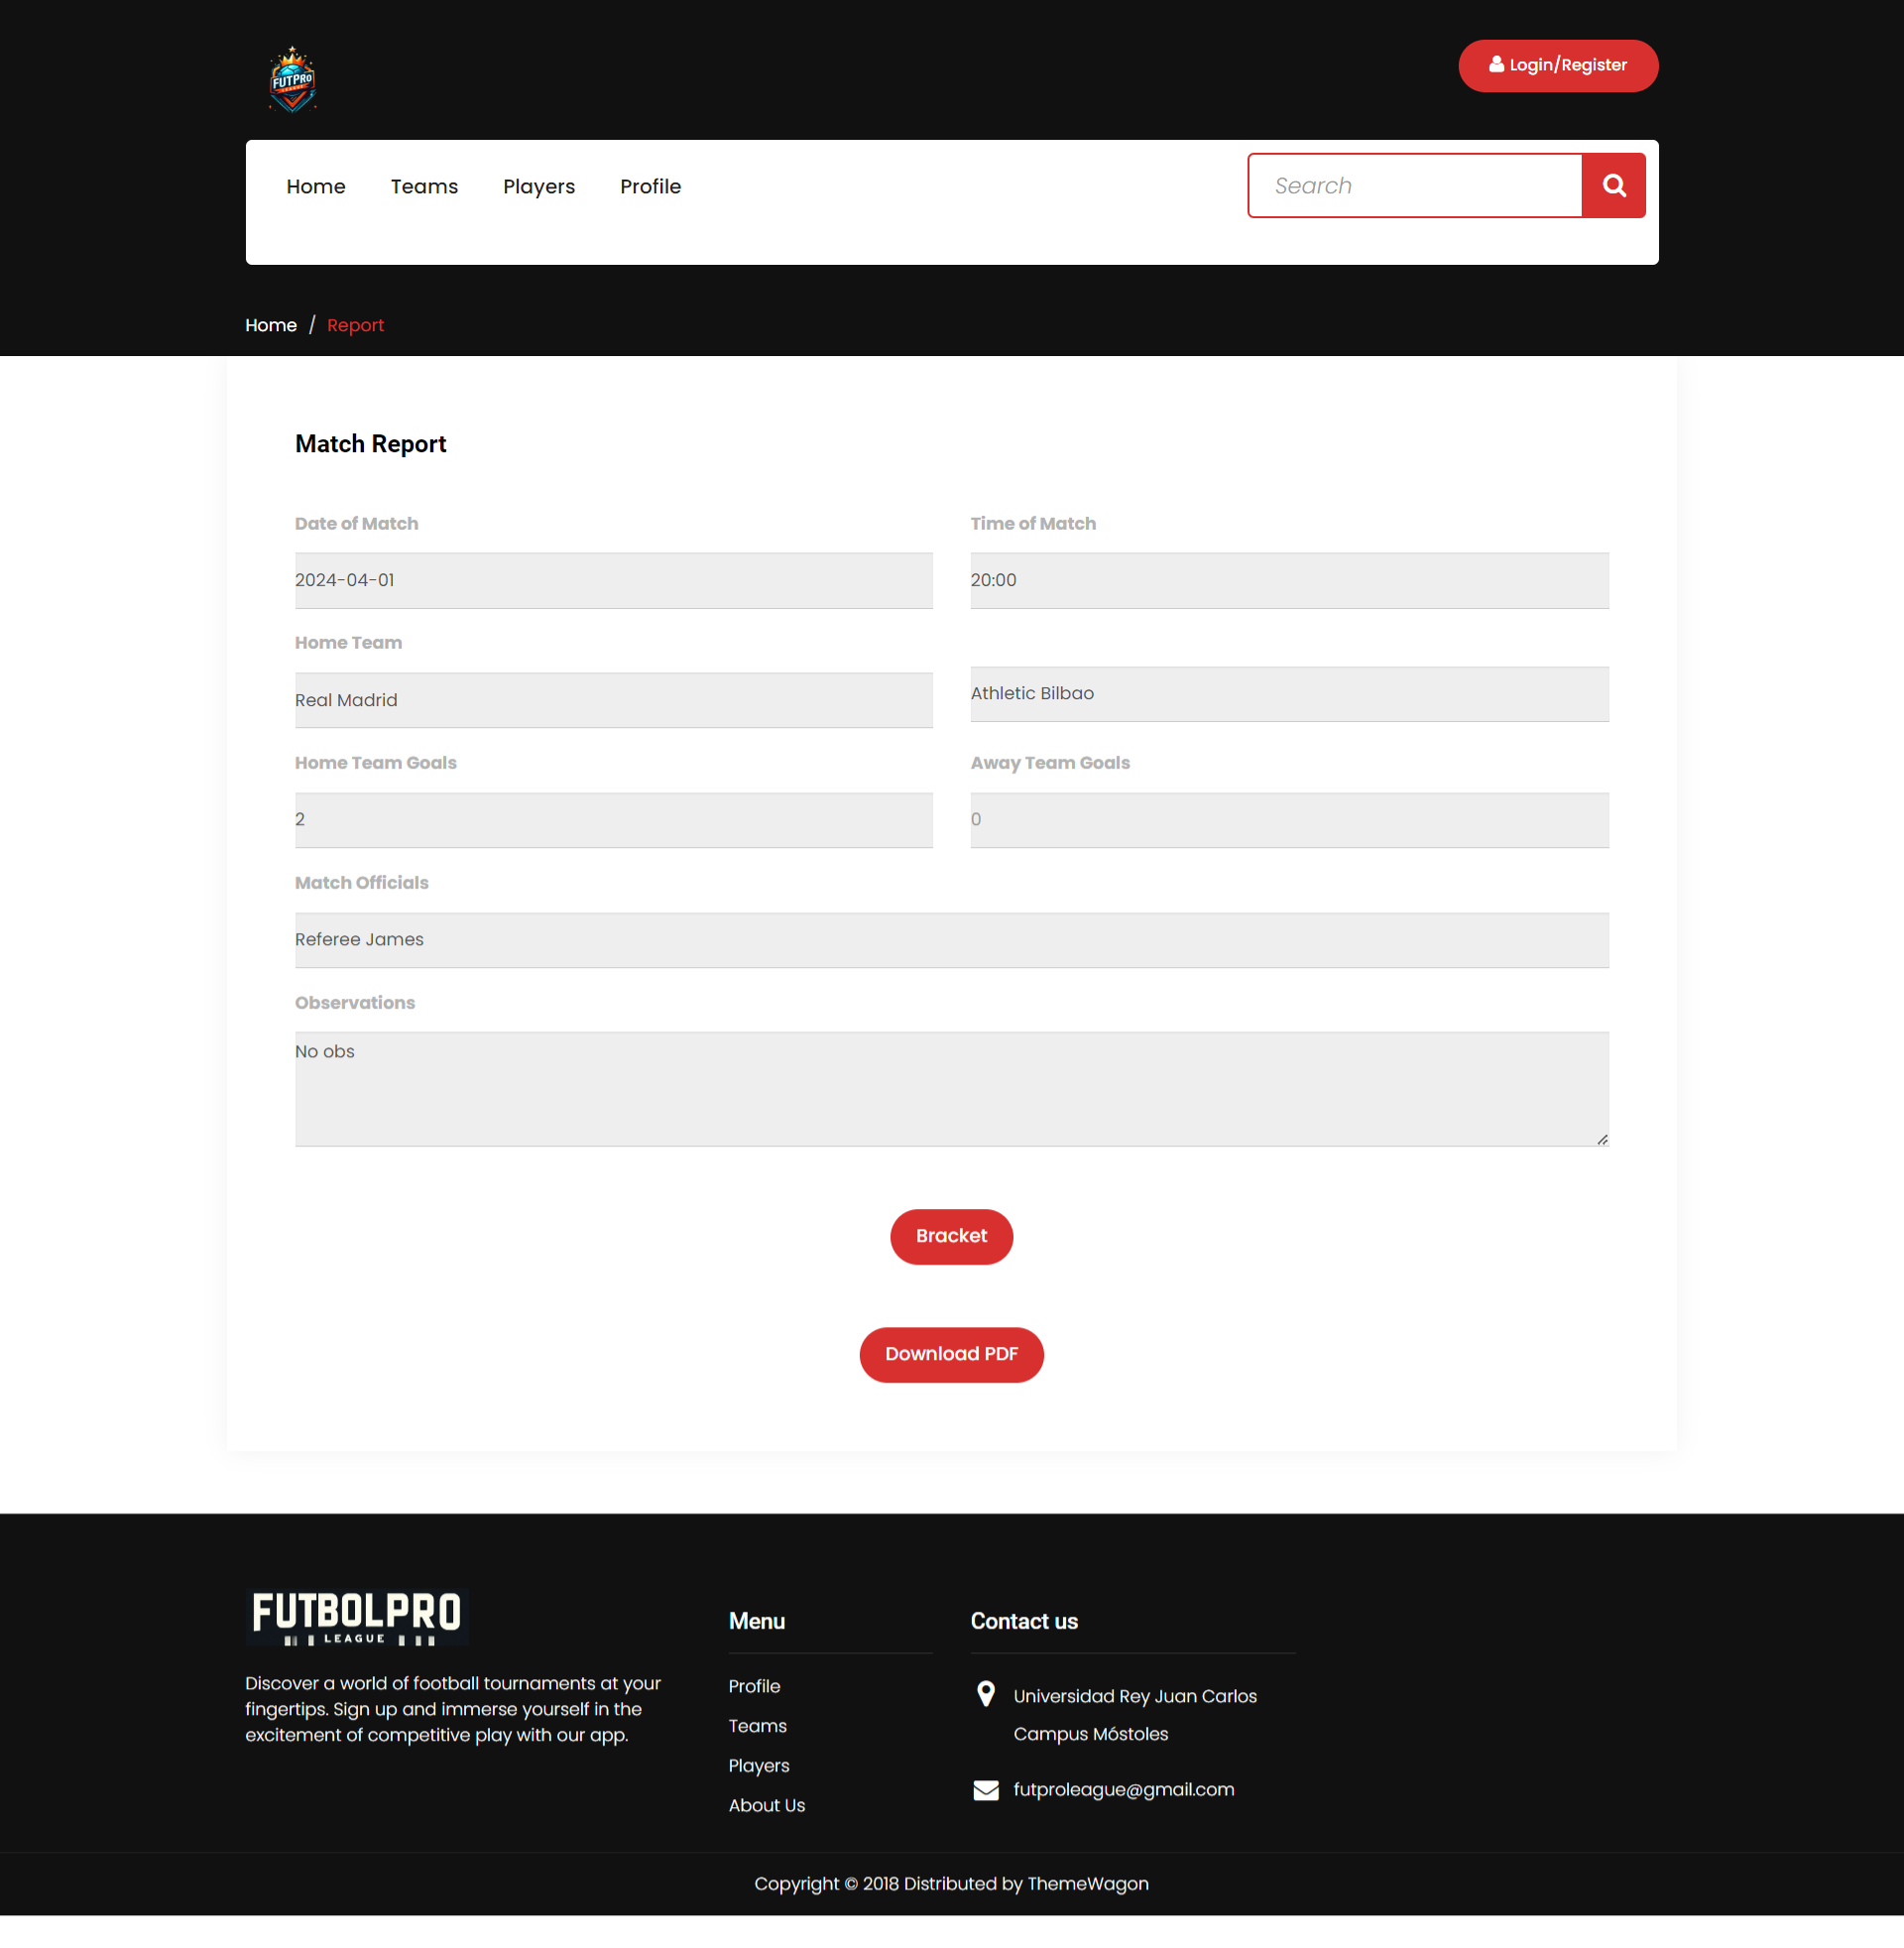 FUTPRO
LEAGUE
Login/Register
Home Teams Players Profile
Search
Home / Report
Match Report
Date of Match
Time of Match
2024-04-01
20:00
Home Team
Real Madrid
Athletic Bilbao
Home Team Goals
Away Team Goals
2
0
Match Officials
Referee James
Observations
No obs
Bracket
Download PDF
FUTBOLPRO
LEAGUE
Discover a world of football tournaments at your
fingertips. Sign up and immerse yourself in the
excitement of competitive play with our app.
Menu
Profile
Teams
Players
About Us
Contact us
Universidad Rey Juan Carlos
Campus Móstoles
futproleague@gmail.com
Copyright © 2018 Distributed by ThemeWagon